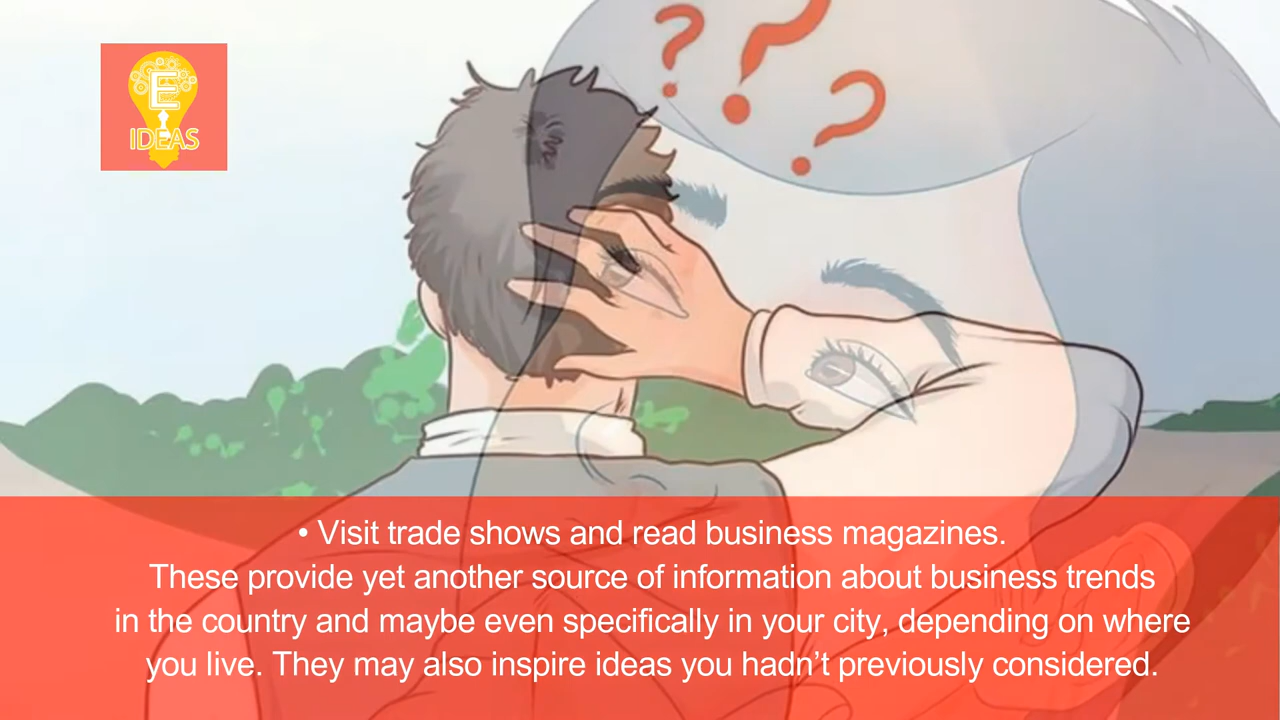 ? ? ?
E
IDEAS
• Visit trade shows and read business magazines.
These provide yet another source of information about business trends
in the country and maybe even specifically in your city, depending on where
you live. They may also inspire ideas you hadn’t previously considered.